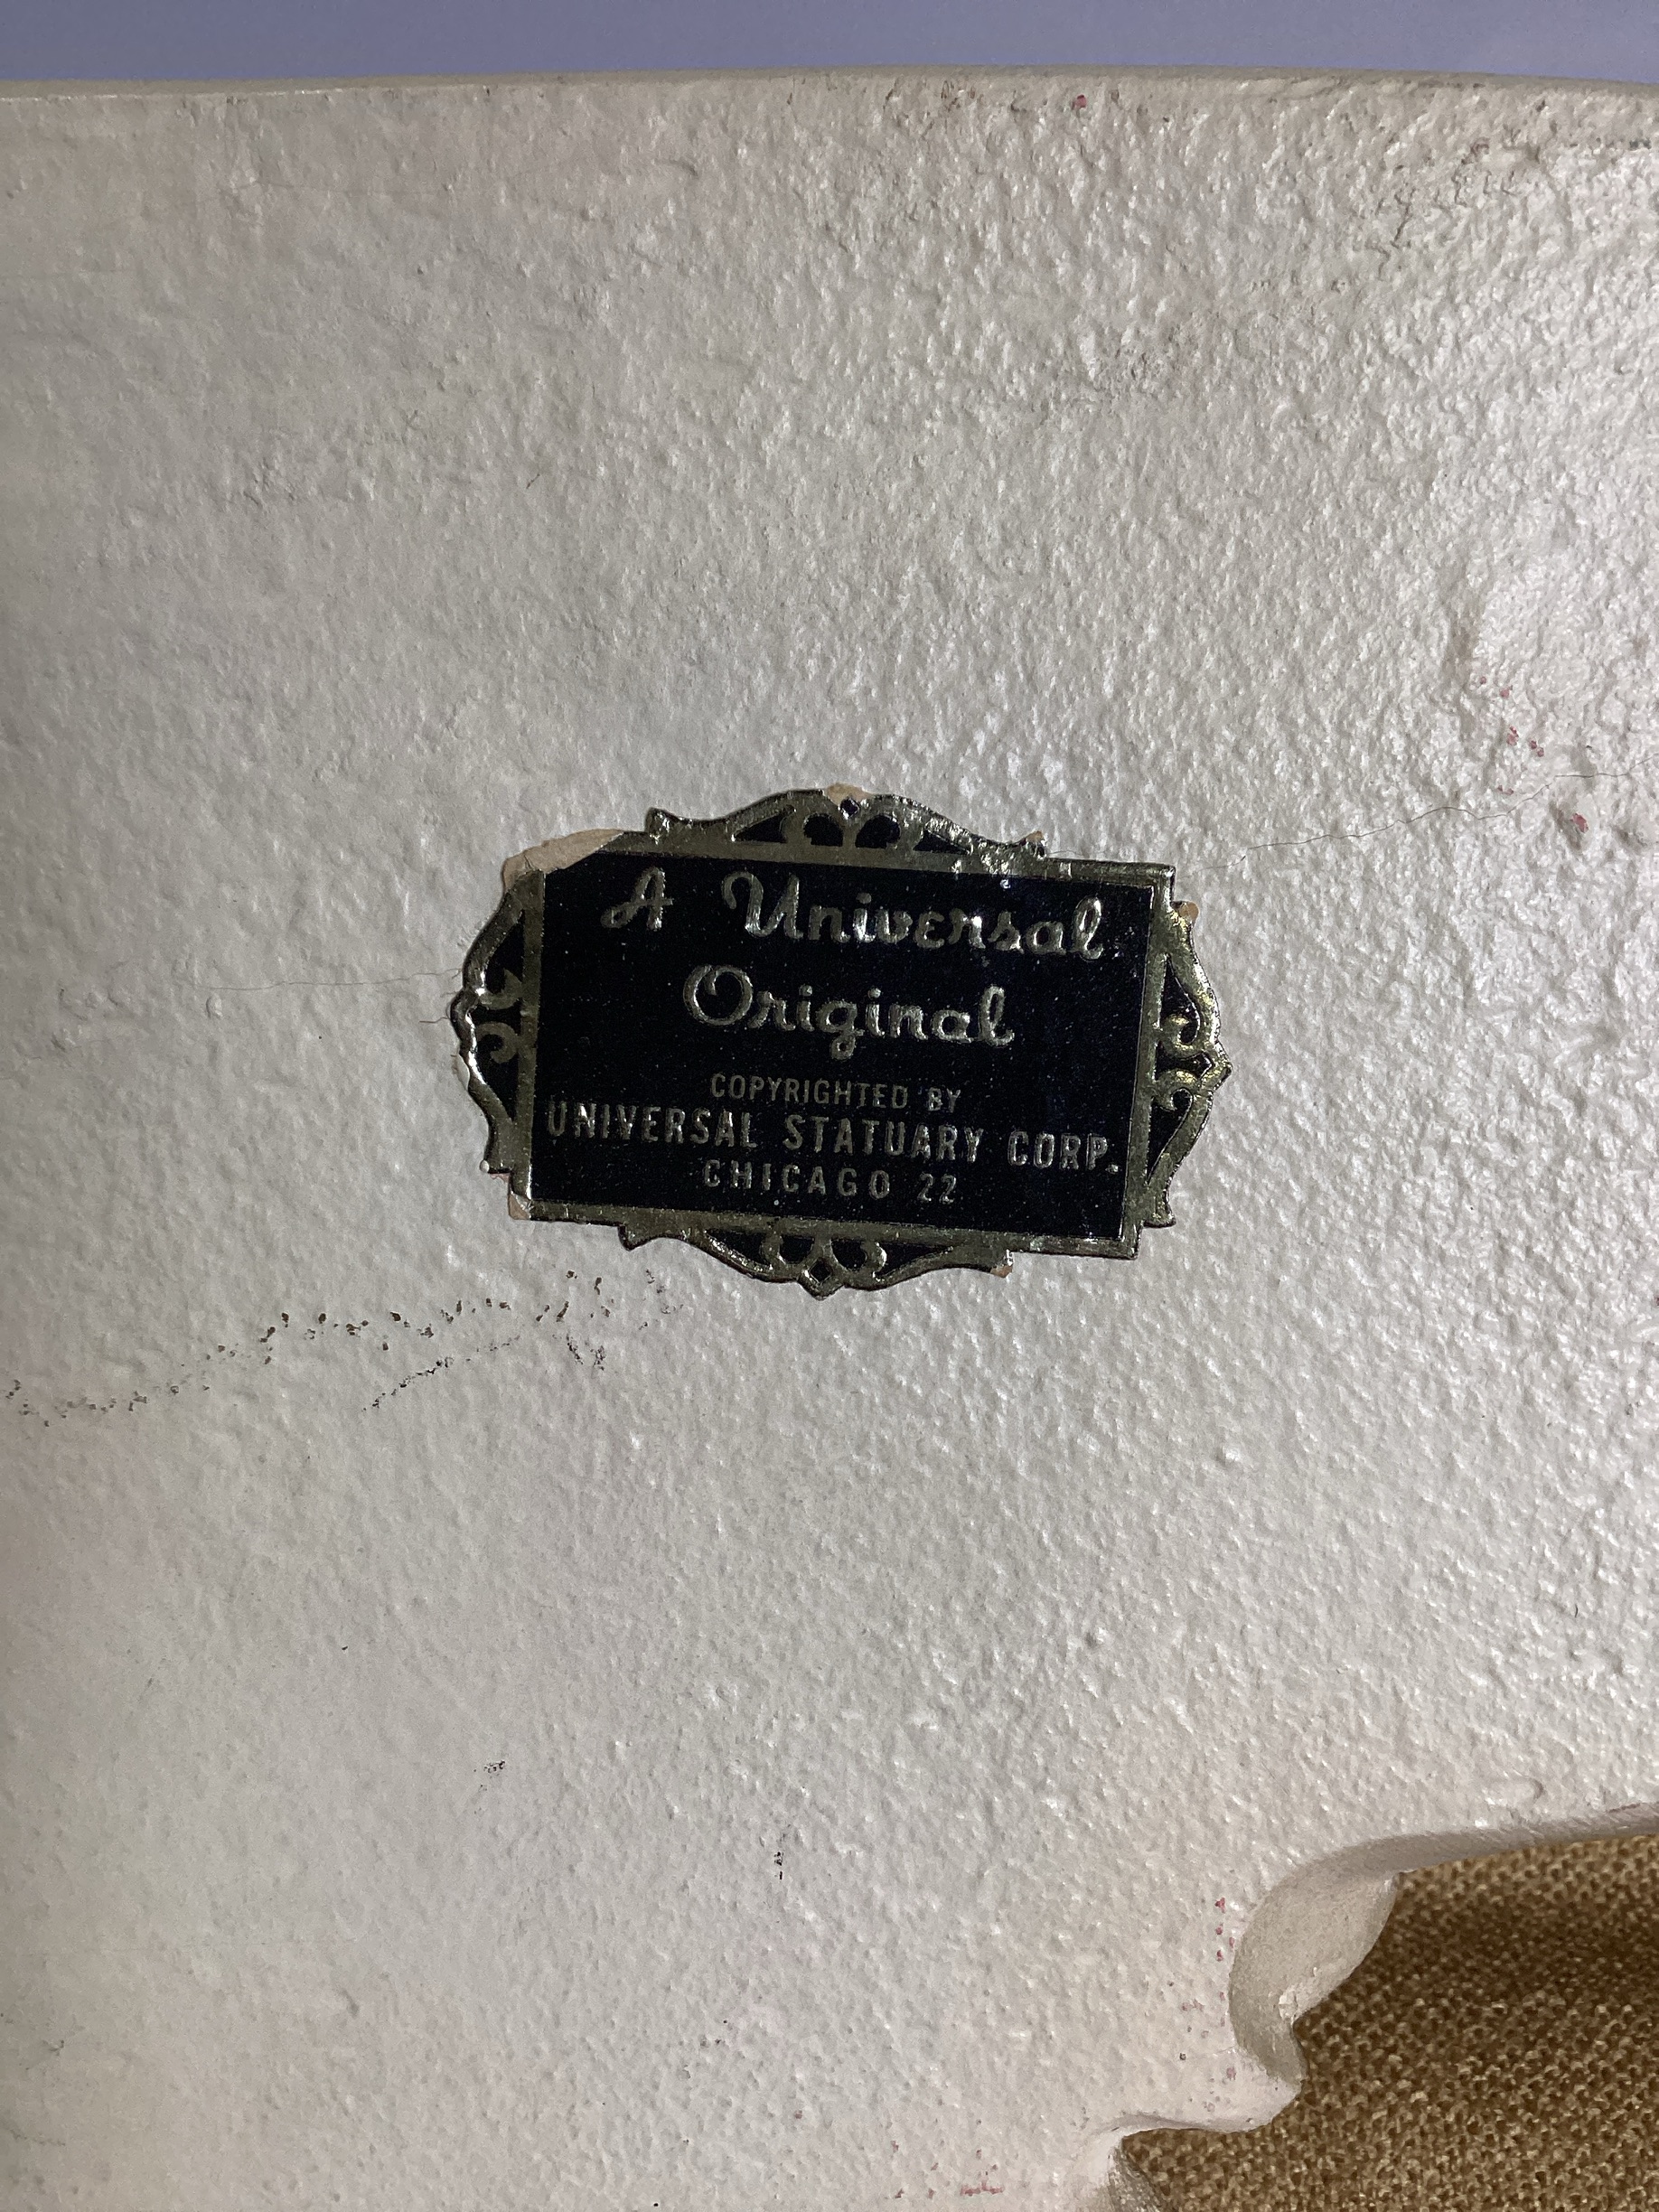 A Universal
Original
COPYRIGHTED BY
UNIVERSAL STATUARY CORP.
CHICAGO 22